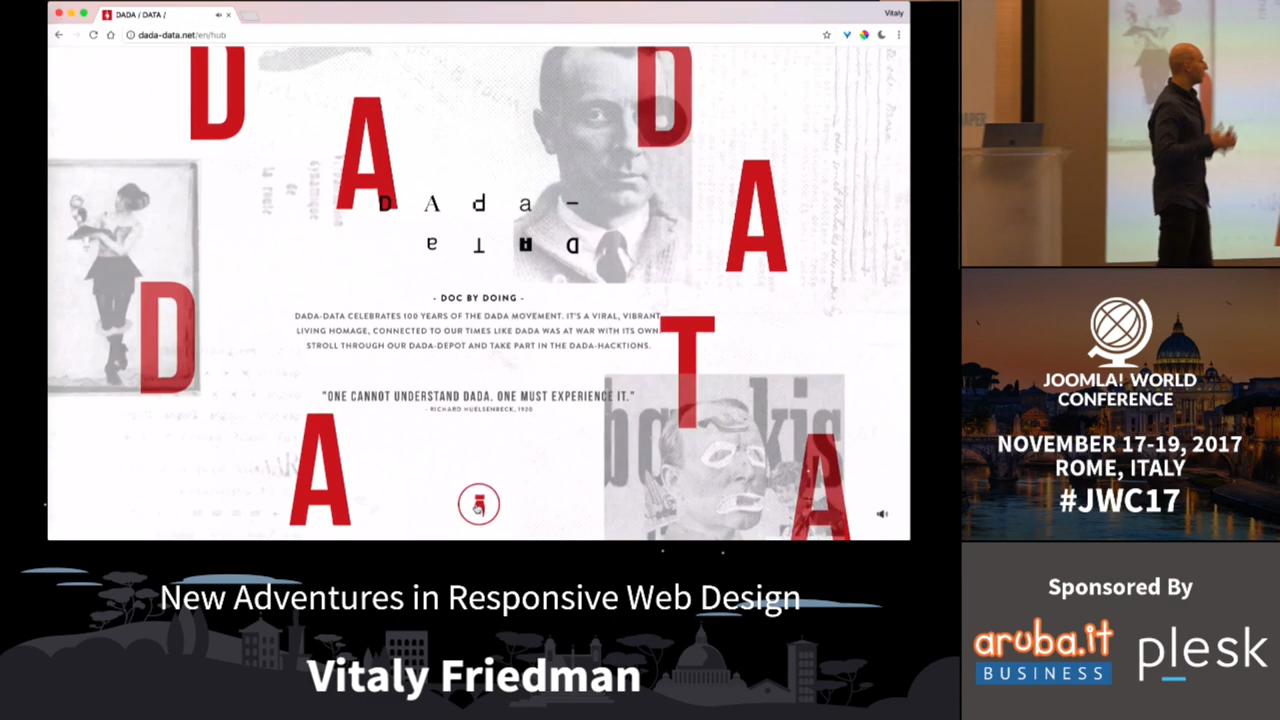 DADA / DATA /
Vitaly
dada-data.net/en/hub
D
A
D
A
D
A
T
A
DAda-
DATA
- DOC BY DOING -
DADA-DATA CELEBRATES 100 YEARS OF THE DADA MOVEMENT. IT'S A VIRAL, VIBRANT
LIVING HOMAGE, CONNECTED TO OUR TIMES LIKE DADA WAS AT WAR WITH ITS OWN.
STROLL THROUGH OUR DADA-DEPOT AND TAKE PART IN THE DADA-HACKTIONS.
"ONE CANNOT UNDERSTAND DADA. ONE MUST EXPERIENCE IT."
- RICHARD HUELSENBECK, 1920
New Adventures in Responsive Web Design
Vitaly Friedman
JOOMLA! WORLD
CONFERENCE
NOVEMBER 17-19, 2017
ROME, ITALY
#JWC17
Sponsored By
aruba.it
BUSINESS
plesk